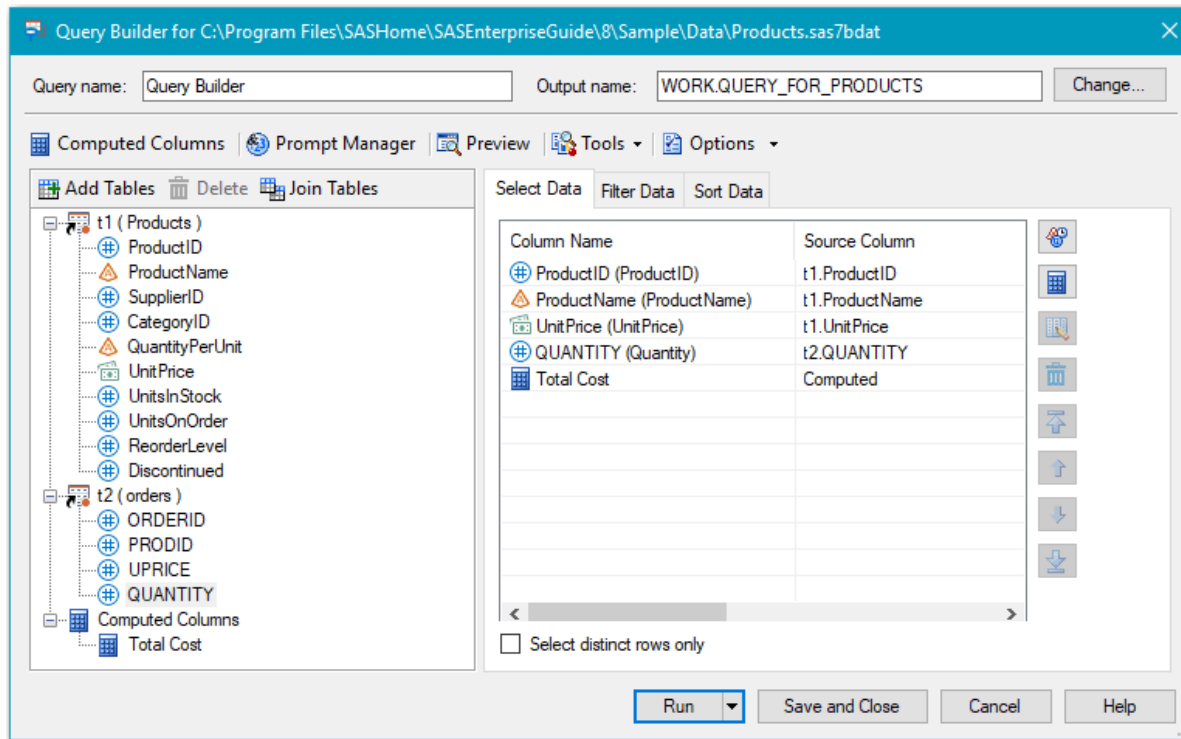 Query Builder for C:\Program Files\SASHome\SASEnterpriseGuide\8\Sample\Data\Products.sas7bdat
Query name: Query Builder Output name: WORK.QUERY_FOR_PRODUCTS Change...
Computed Columns Prompt Manager Preview Tools Options
Add Tables Delete Join Tables
t1 ( Products )
ProductID
ProductName
SupplierID
CategoryID
QuantityPerUnit
UnitPrice
UnitsInStock
UnitsOnOrder
ReorderLevel
Discontinued
t2 ( orders )
ORDERID
PRODID
UPRICE
QUANTITY
Computed Columns
Total Cost
Select Data Filter Data Sort Data
Column Name Source Column
ProductID (ProductID) t1.ProductID
ProductName (ProductName) t1.ProductName
UnitPrice (UnitPrice) t1.UnitPrice
QUANTITY (Quantity) t2.QUANTITY
Total Cost Computed
Select distinct rows only
Run Save and Close Cancel Help